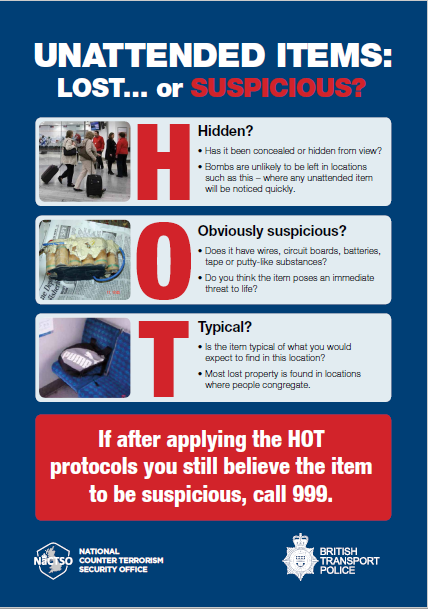 UNATTENDED ITEMS:
LOST... or SUSPICIOUS?
H
Hidden?
• Has it been concealed or hidden from view?
• Bombs are unlikely to be left in locations
such as this – where any unattended item
will be noticed quickly.
O
Obviously suspicious?
• Does it have wires, circuit boards, batteries,
tape or putty-like substances?
• Do you think the item poses an immediate
threat to life?
T
Typical?
• Is the item typical of what you would
expect to find in this location?
• Most lost property is found in locations
where people congregate.
PUMA
If after applying the HOT
protocols you still believe the item
to be suspicious, call 999.
NaCTSO
NATIONAL
COUNTER TERRORISM
SECURITY OFFICE
BRITISH
TRANSPORT
POLICE